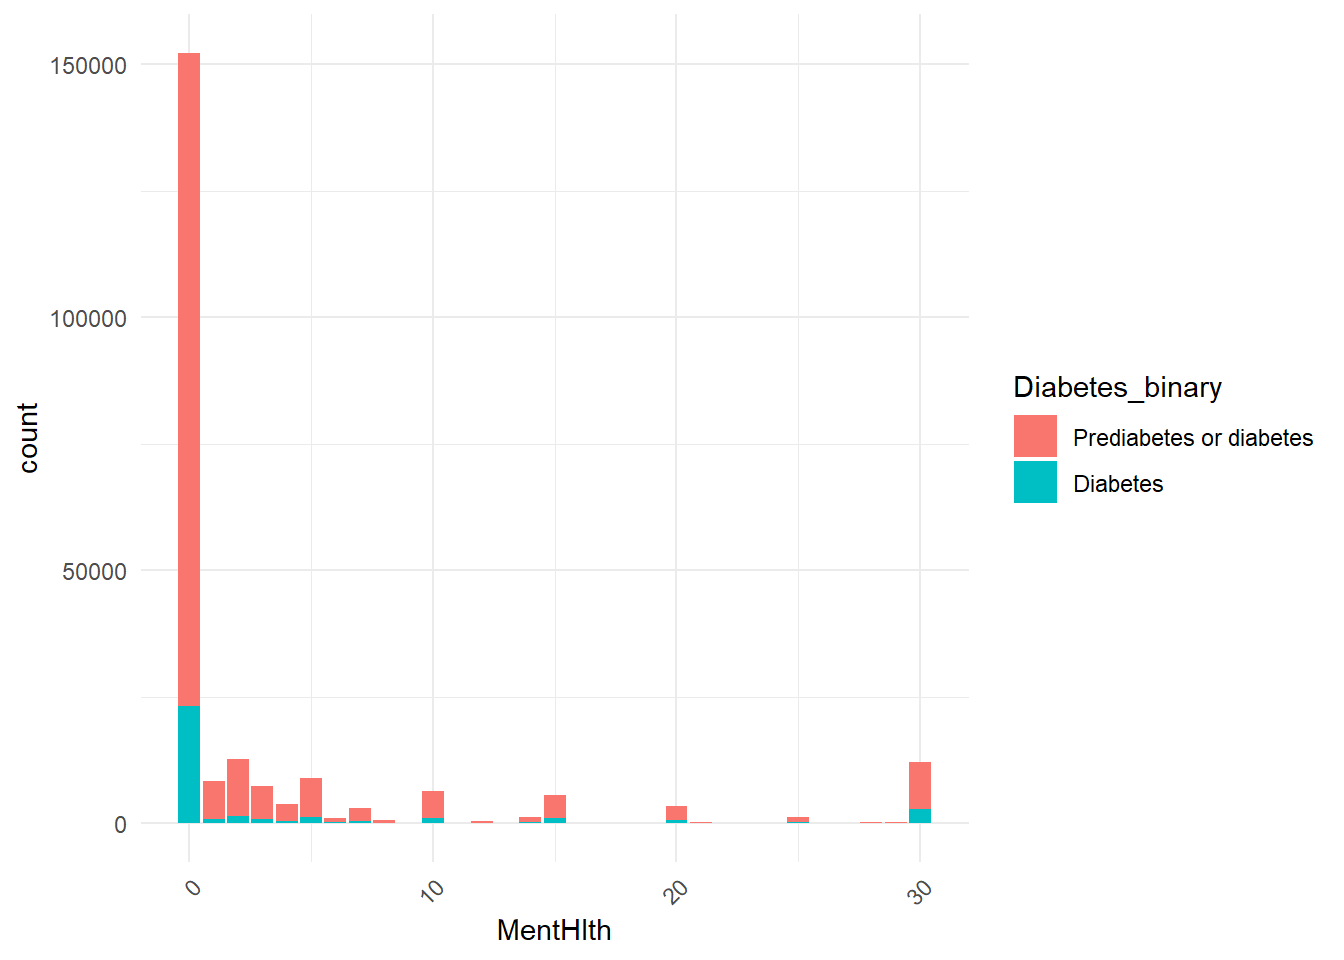 150000
100000
50000
0
count
0
10
20
30
MentHlth
Diabetes_binary
Prediabetes or diabetes
Diabetes